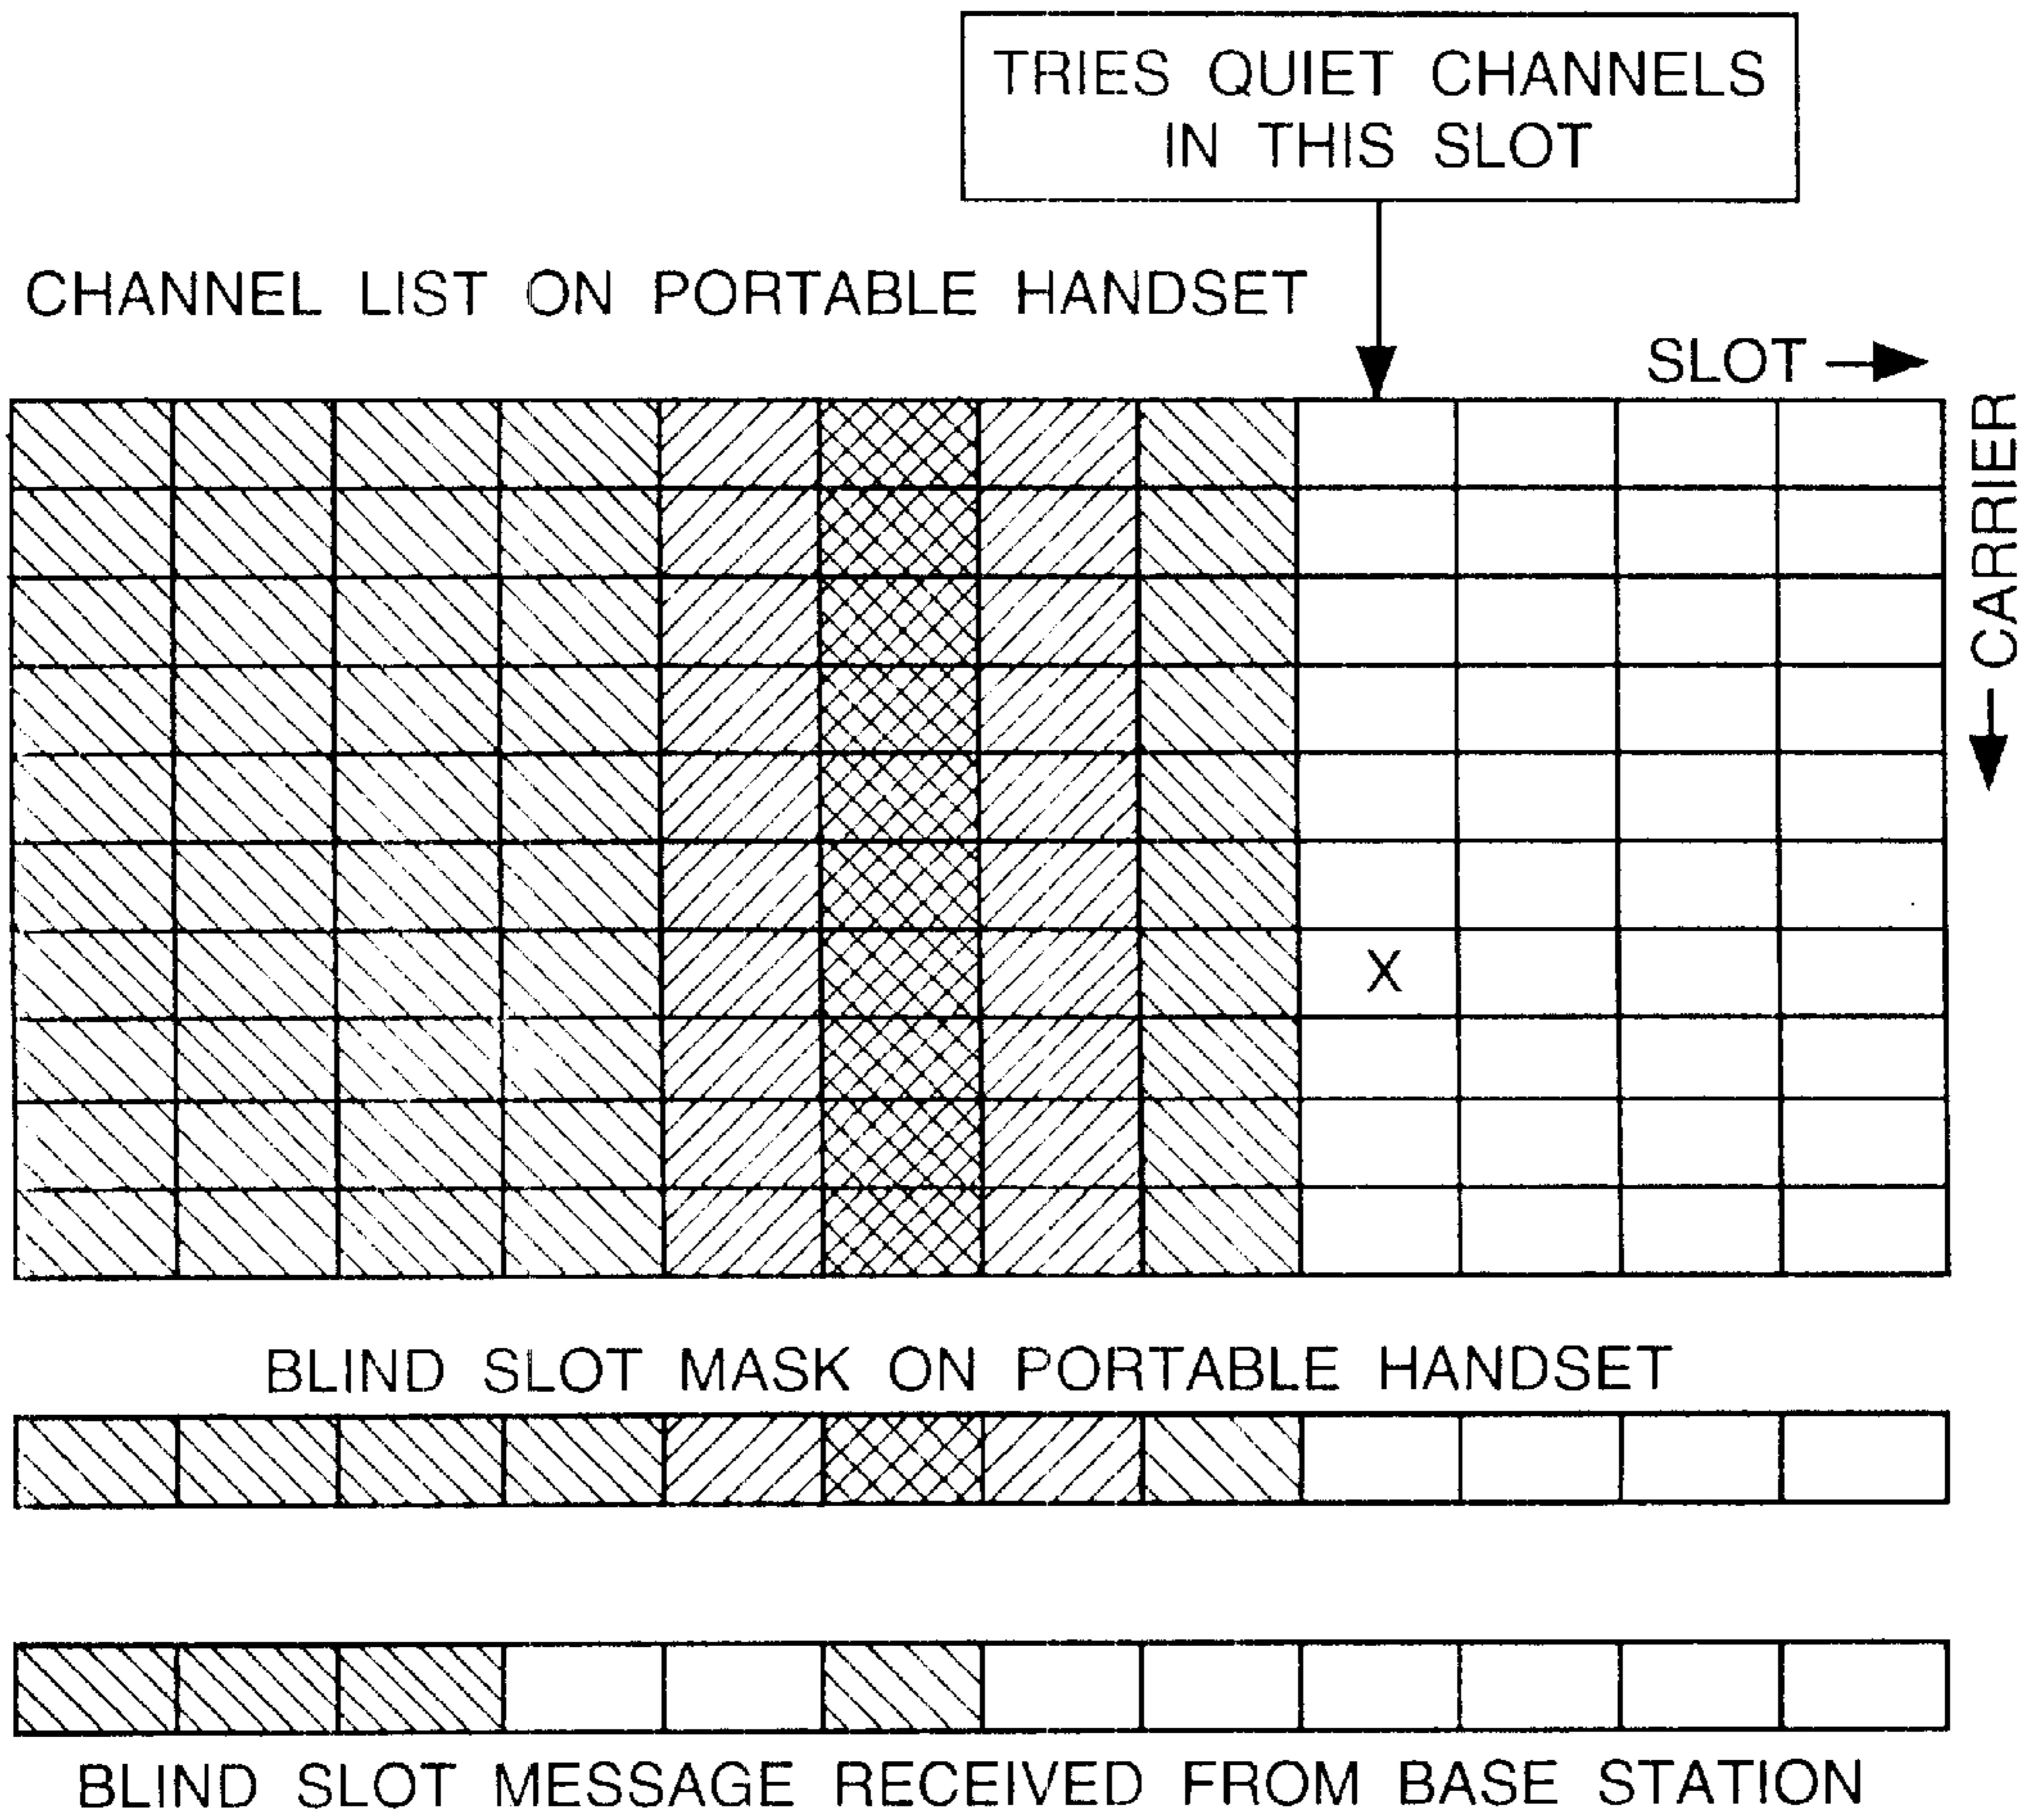 TRIES QUIET CHANNELS
IN THIS SLOT
CHANNEL LIST ON PORTABLE HANDSET
SLOT
CARRIER
X
BLIND SLOT MASK ON PORTABLE HANDSET
BLIND SLOT MESSAGE RECEIVED FROM BASE STATION